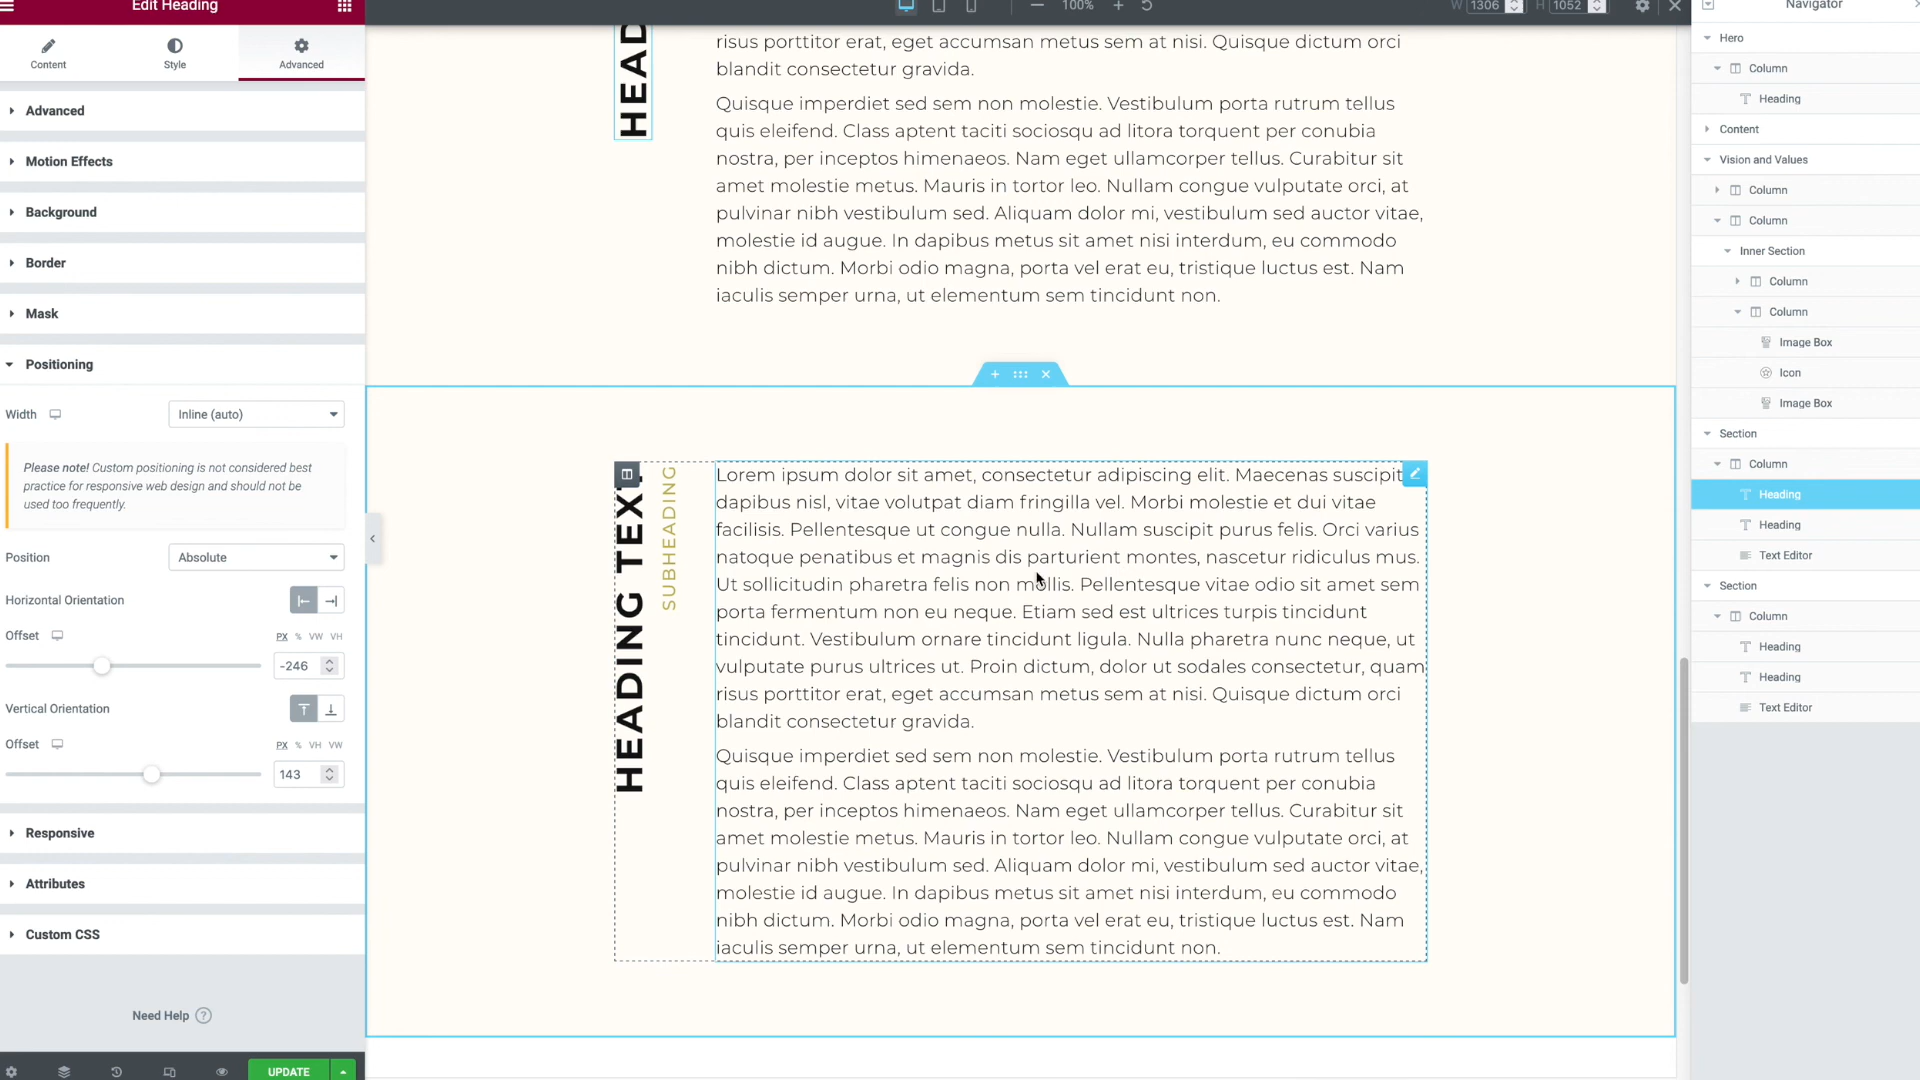 Edit Heading
Content
Style
Advanced
Advanced
Motion Effects
Background
Border
Mask
Positioning
Width
Inline (auto)
Please note! Custom positioning is not considered best
practice for responsive web design and should not be
used too frequently.
Position
Absolute
Horizontal Orientation
Offset
PX % VW VH
-246
Vertical Orientation
Offset
PX % VH VW
143
Responsive
Attributes
Custom CSS
Need Help
UPDATE
100%
W 1306
H 1052
HEAD
risus porttitor erat, eget accumsan metus sem at nisi. Quisque dictum orci
blandit consectetur gravida.
Quisque imperdiet sed sem non molestie. Vestibulum porta rutrum tellus
quis eleifend. Class aptent taciti sociosqu ad litora torquent per conubia
nostra, per inceptos himenaeos. Nam eget ullamcorper tellus. Curabitur sit
amet molestie metus. Mauris in tortor leo. Nullam congue vulputate orci, at
pulvinar nibh vestibulum sed. Aliquam dolor mi, vestibulum sed auctor vitae,
molestie id augue. In dapibus metus sit amet nisi interdum, eu commodo
nibh dictum. Morbi odio magna, porta vel erat eu, tristique luctus est. Nam
iaculis semper urna, ut elementum sem tincidunt non.
HEADING TEXT
SUBHEADING
Lorem ipsum dolor sit amet, consectetur adipiscing elit. Maecenas suscipit
dapibus nisl, vitae volutpat diam fringilla vel. Morbi molestie et dui vitae
facilisis. Pellentesque ut congue nulla. Nullam suscipit purus felis. Orci varius
natoque penatibus et magnis dis parturient montes, nascetur ridiculus mus.
Ut sollicitudin pharetra felis non mollis. Pellentesque vitae odio sit amet sem
porta fermentum non eu neque. Etiam sed est ultrices turpis tincidunt
tincidunt. Vestibulum ornare tincidunt ligula. Nulla pharetra nunc neque, ut
vulputate purus ultrices ut. Proin dictum, dolor ut sodales consectetur, quam
risus porttitor erat, eget accumsan metus sem at nisi. Quisque dictum orci
blandit consectetur gravida.
Quisque imperdiet sed sem non molestie. Vestibulum porta rutrum tellus
quis eleifend. Class aptent taciti sociosqu ad litora torquent per conubia
nostra, per inceptos himenaeos. Nam eget ullamcorper tellus. Curabitur sit
amet molestie metus. Mauris in tortor leo. Nullam congue vulputate orci, at
pulvinar nibh vestibulum sed. Aliquam dolor mi, vestibulum sed auctor vitae,
molestie id augue. In dapibus metus sit amet nisi interdum, eu commodo
nibh dictum. Morbi odio magna, porta vel erat eu, tristique luctus est. Nam
iaculis semper urna, ut elementum sem tincidunt non.
Navigator
Hero
Column
Heading
Content
Vision and Values
Column
Column
Inner Section
Column
Column
Image Box
Icon
Image Box
Section
Column
Heading
Heading
Text Editor
Section
Column
Heading
Heading
Text Editor